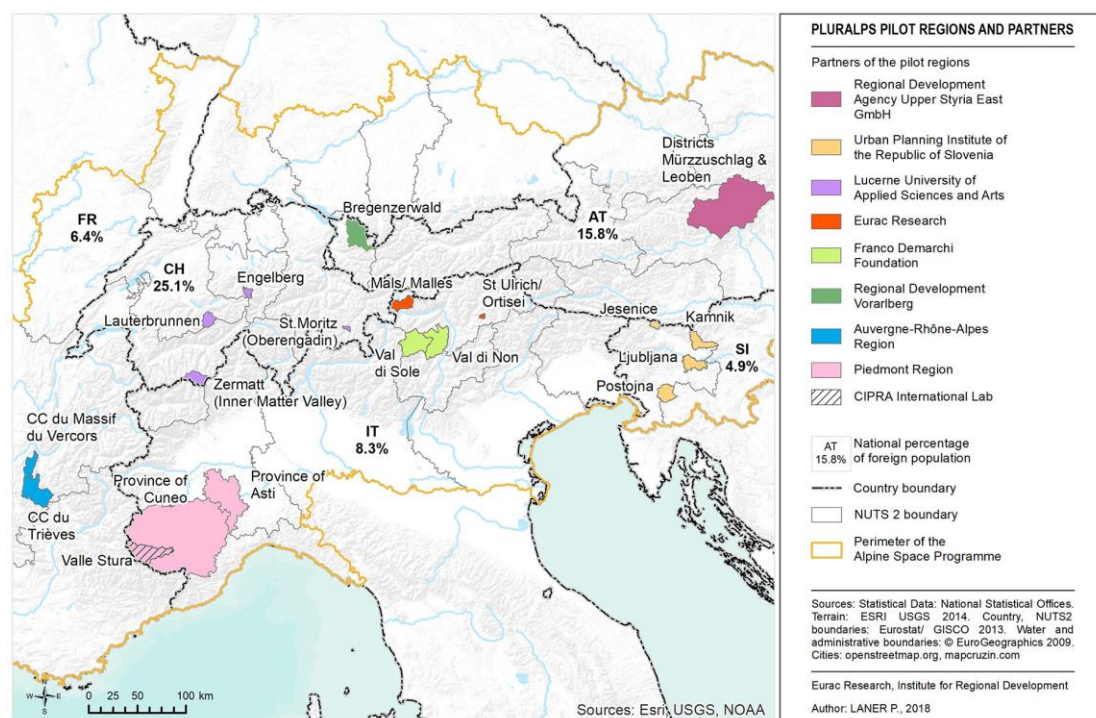 Districts
Mürzzuschlag &
Leoben
FR
6.4%
Bregenzerwald
AT
15.8%
CH
25.1%
Engelberg
Mals/ Malles
St Ulrich/
Ortisei
Jesenice
Kamnik
Lauterbrunnen
St.Moritz
(Oberengadin)
Val
di Sole
Val di Non
Ljubljana
SI
4.9%
Postojna
Zermatt
(Inner Matter Valley)
CC du Massif
du Vercors
IT
8.3%
Province of
Cuneo
Province of
Asti
CC du
Trièves
Valle Stura
N
W
E
S
0 25 50 100 km
Sources: Esri, USGS, NOAA
PLURALPS PILOT REGIONS AND PARTNERS
Partners of the pilot regions
Regional Development
Agency Upper Styria East
GmbH
Urban Planning Institute of
the Republic of Slovenia
Lucerne University of
Applied Sciences and Arts
Eurac Research
Franco Demarchi
Foundation
Regional Development
Vorarlberg
Auvergne-Rhône-Alpes
Region
Piedmont Region
CIPRA International Lab
AT
15.8%
National percentage
of foreign population
Country boundary
NUTS 2 boundary
Perimeter of the
Alpine Space Programme
Sources: Statistical Data: National Statistical Offices.
Terrain: ESRI USGS 2014. Country, NUTS2
boundaries: Eurostat/ GISCO 2013. Water and
administrative boundaries: © EuroGeographics 2009.
Cities: openstreetmap.org, mapcruzin.com
Eurac Research, Institute for Regional Development
Author: LANER P., 2018